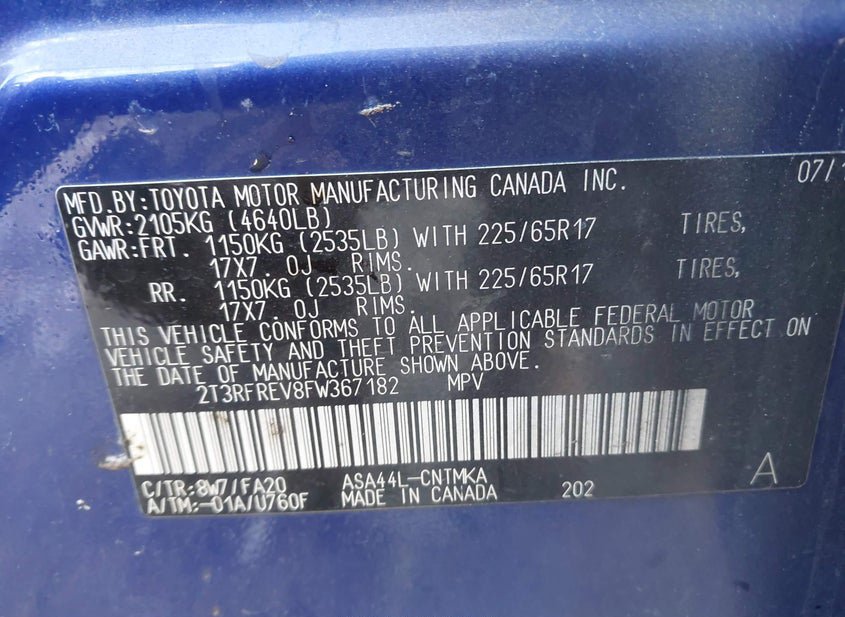 MFD.BY:TOYOTA MOTOR MANUFACTURING CANADA INC. 07/1
GVWR:2105KG (4640LB)
GAWR:FRT. 1150KG (2535LB) WITH 225/65R17 TIRES,
17X7.0J RIMS.
RR. 1150KG (2535LB) WITH 225/65R17 TIRES,
17X7.0J RIMS.
THIS VEHICLE CONFORMS TO ALL APPLICABLE FEDERAL MOTOR
VEHICLE SAFETY AND THEFT PREVENTION STANDARDS IN EFFECT ON
THE DATE OF MANUFACTURE SHOWN ABOVE.
2T3RFREV8FW367182 MPV
C/TR:8W7/FA20 ASA44L-CNTMKA A
A/TM:-01A/U760F MADE IN CANADA 202